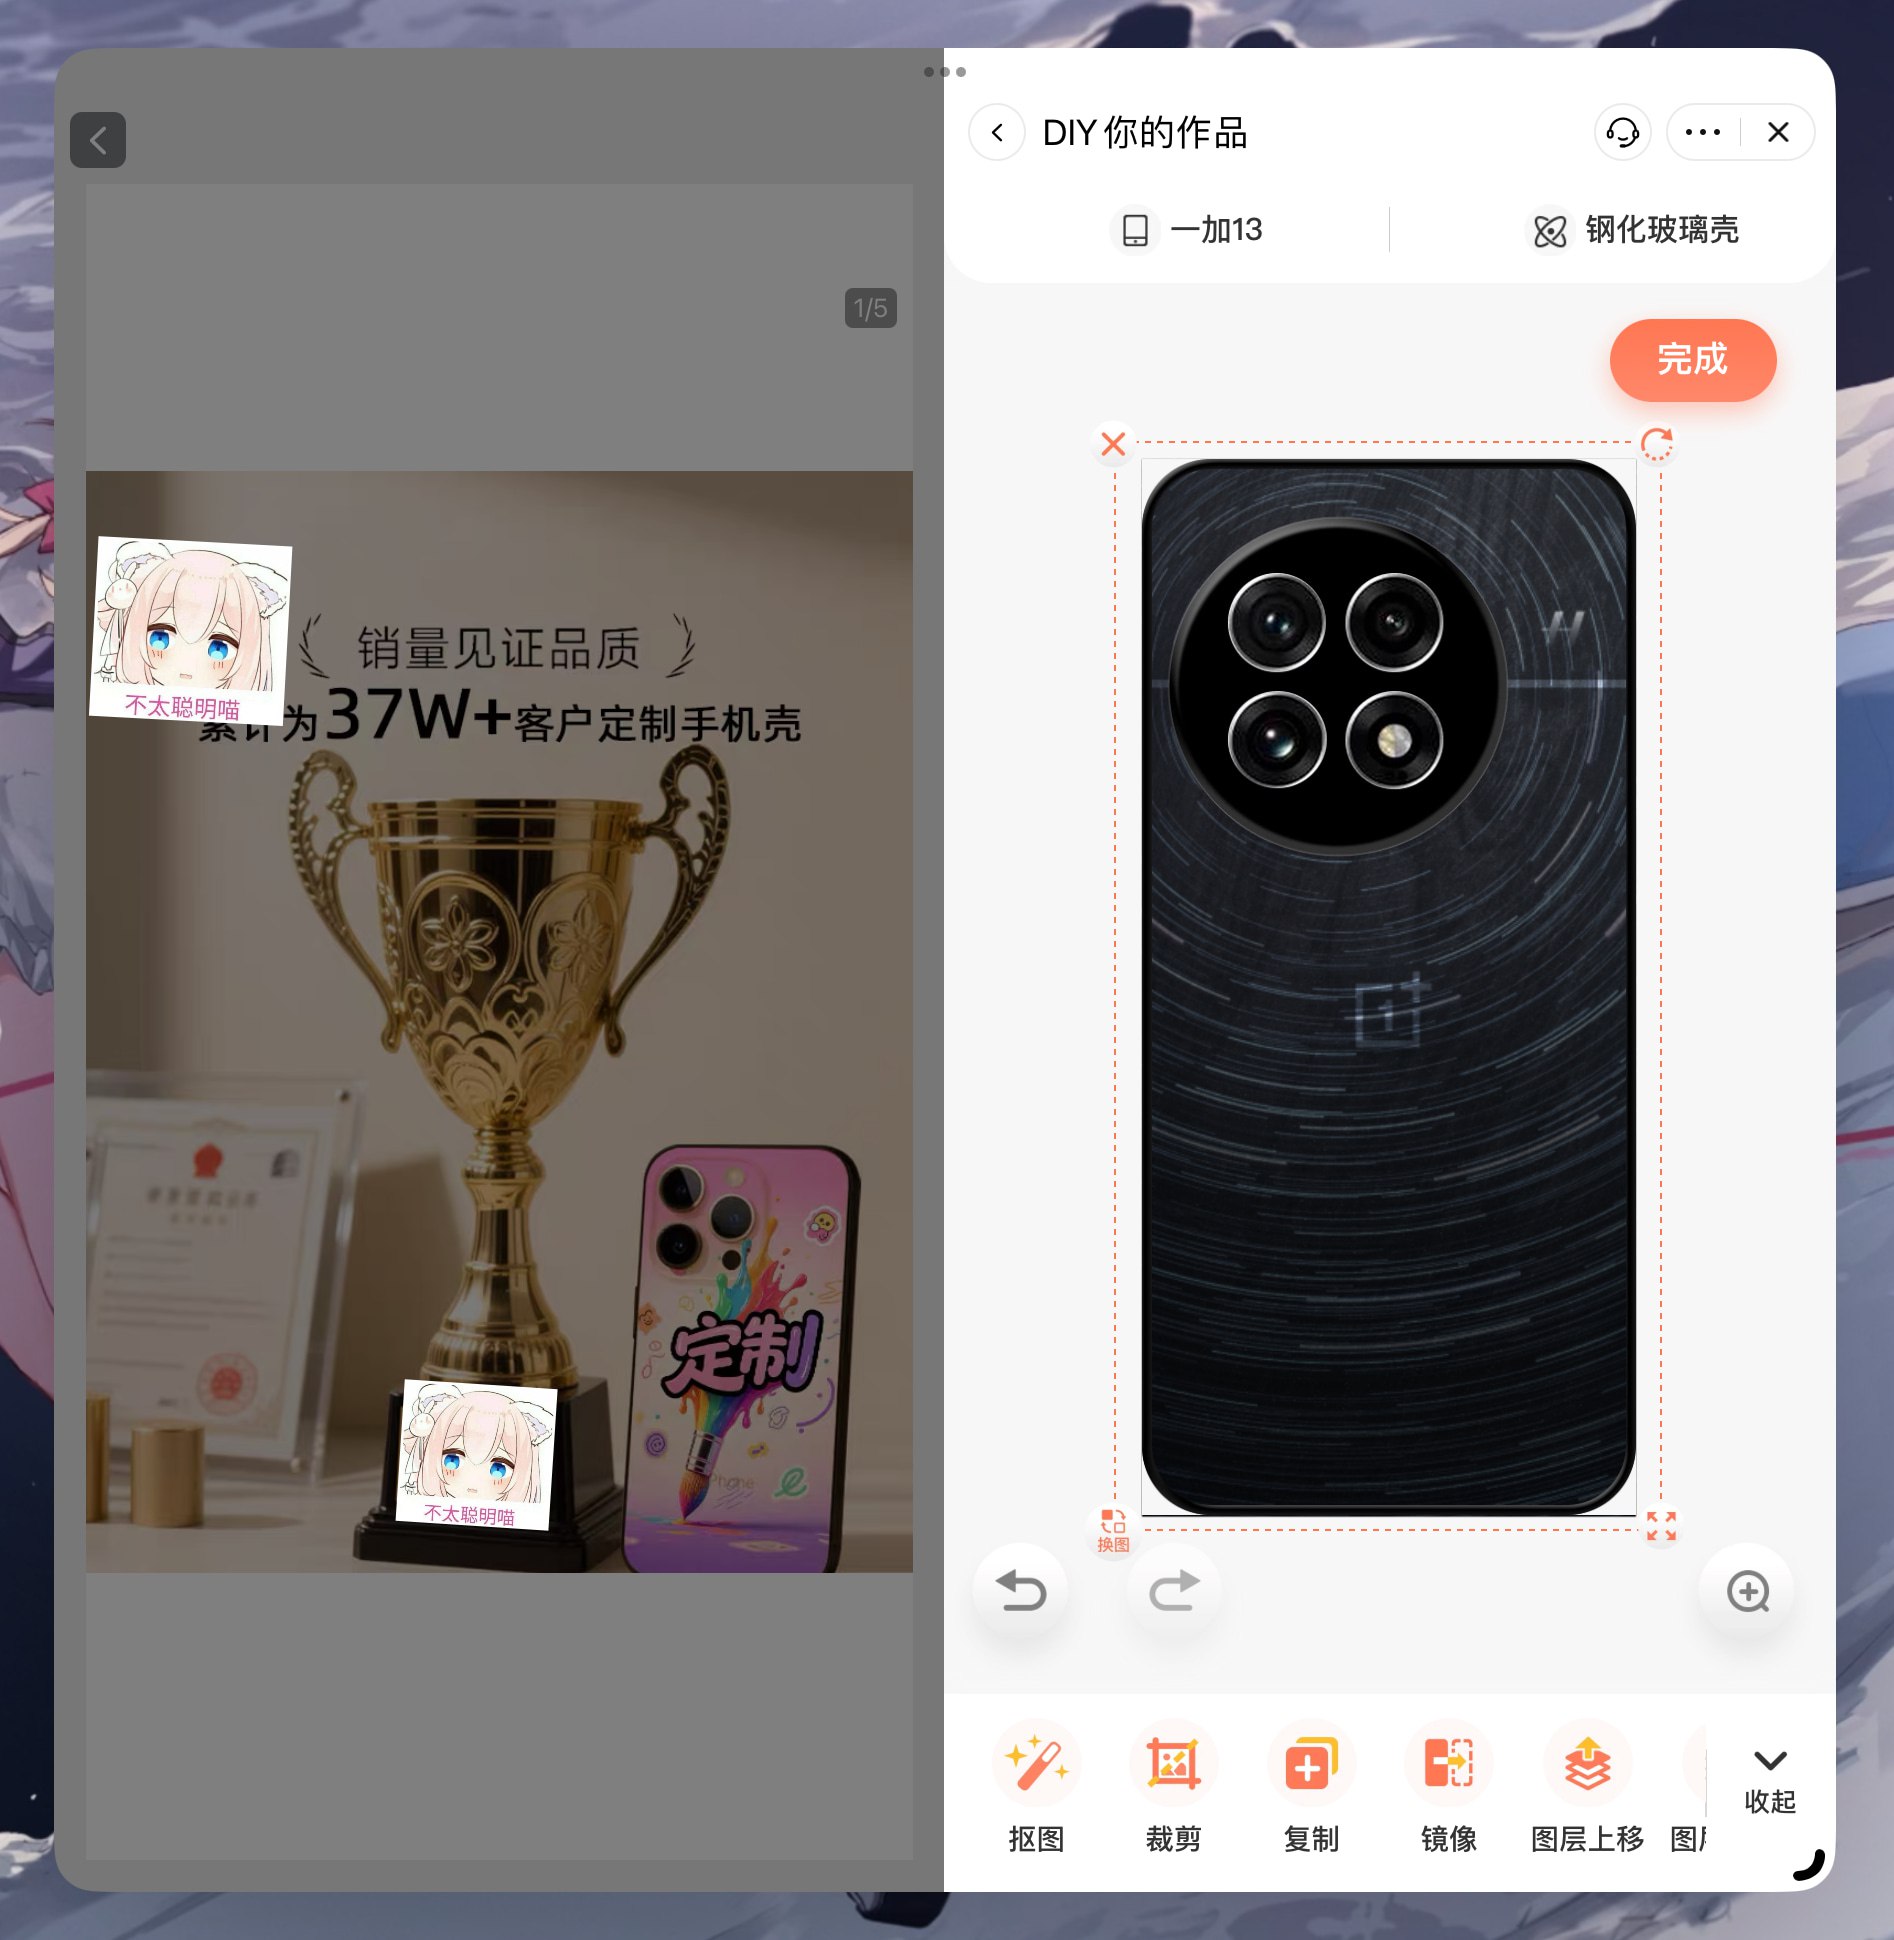 1/5
销量见证品质
不太聪明喵
累计为37W+客户定制手机壳
定制
不太聪明喵
DIY 你的作品
一加13
钢化玻璃壳
完成
换图
抠图
裁剪
复制
镜像
图层上移
收起